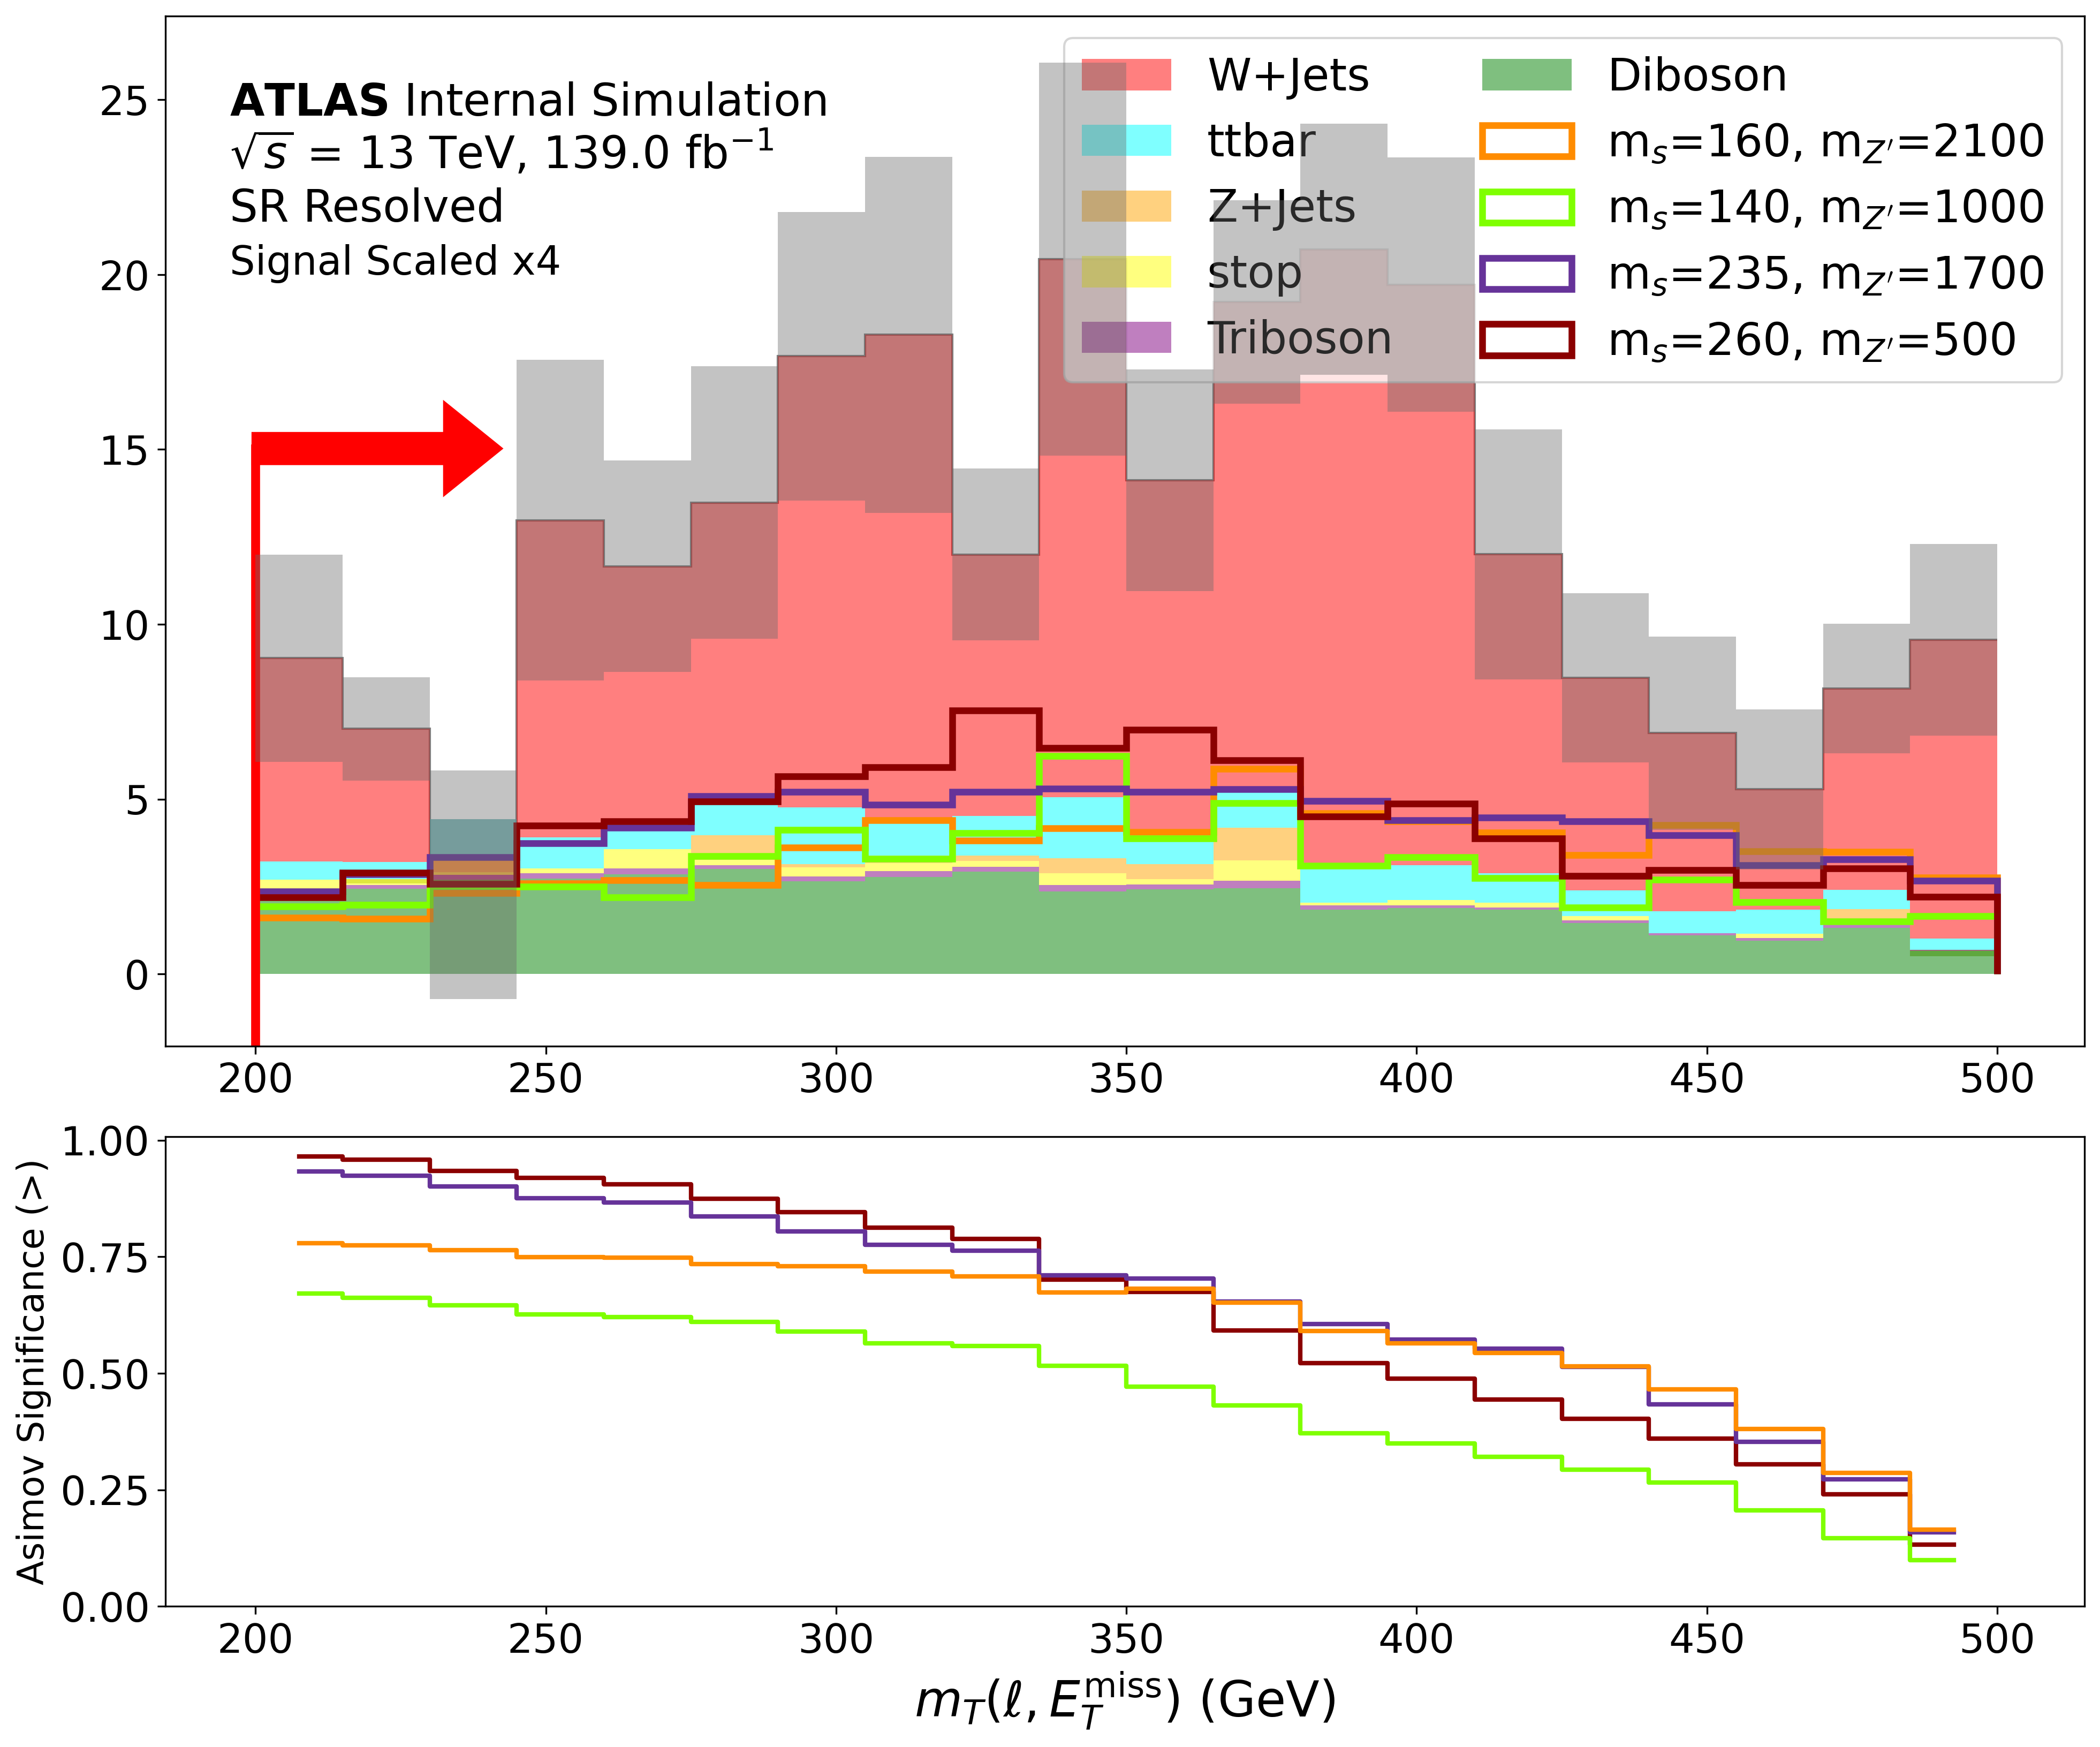 ATLAS Internal Simulation
√s = 13 TeV, 139.0 fb⁻¹
SR Resolved
Signal Scaled x4
W+Jets
ttbar
Z+Jets
stop
Triboson
Diboson
mₛ=160, m_Z′=2100
mₛ=140, m_Z′=1000
mₛ=235, m_Z′=1700
mₛ=260, m_Z′=500
25
20
15
10
5
0
200 250 300 350 400 450 500
Asimov Significance (>)
1.00
0.75
0.50
0.25
0.00
200 250 300 350 400 450 500
m_T(ℓ, E_T^miss) (GeV)